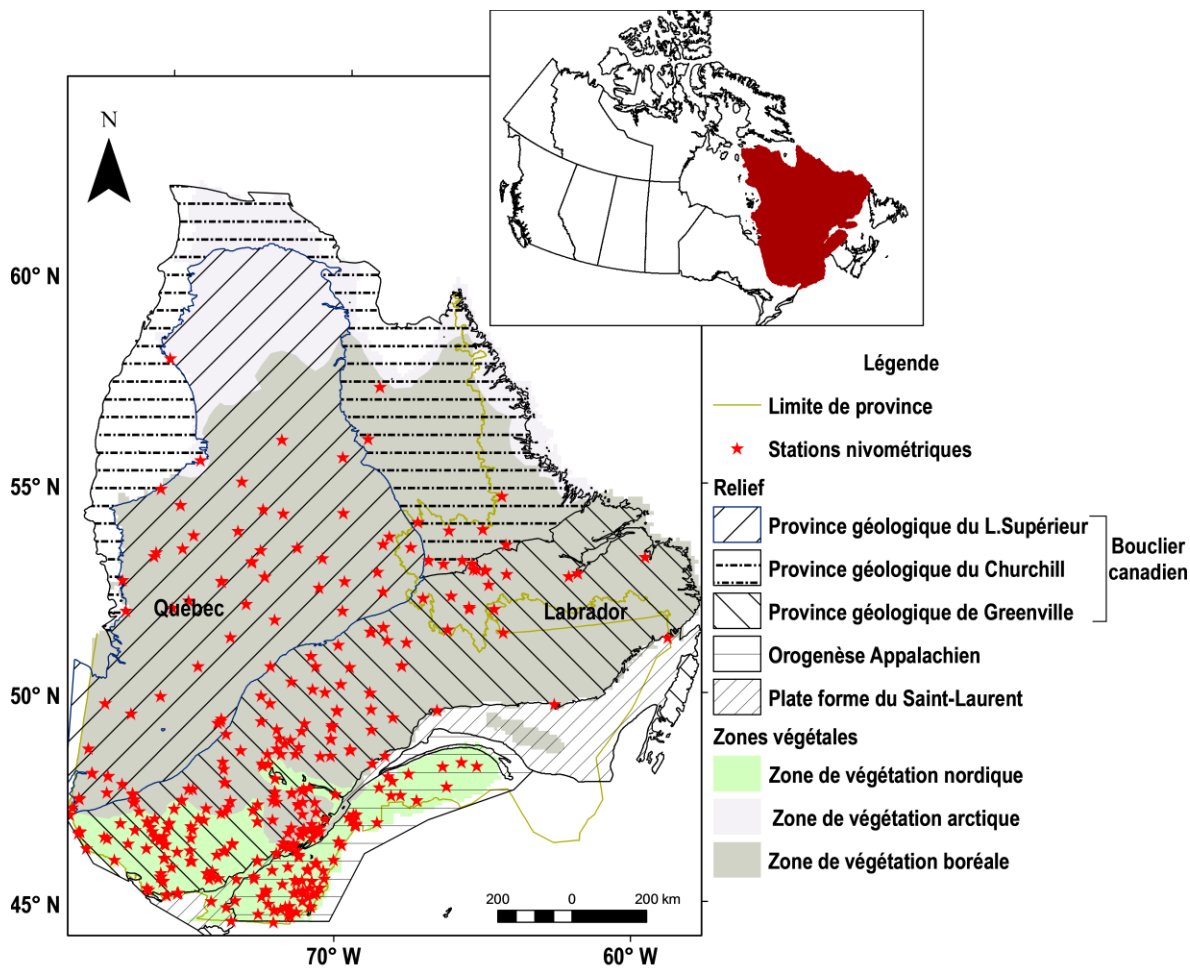 N
60° N
55° N
50° N
45° N
70° W
60° W
Québec
Labrador
200 0 200 km
Légende
Limite de province
Stations nivométriques
Relief
Province géologique du L.Supérieur
Province géologique du Churchill
Province géologique de Greenville
Bouclier
canadien
Orogenèse Appalachien
Plate forme du Saint-Laurent
Zones végétales
Zone de végétation nordique
Zone de végétation arctique
Zone de végétation boréale